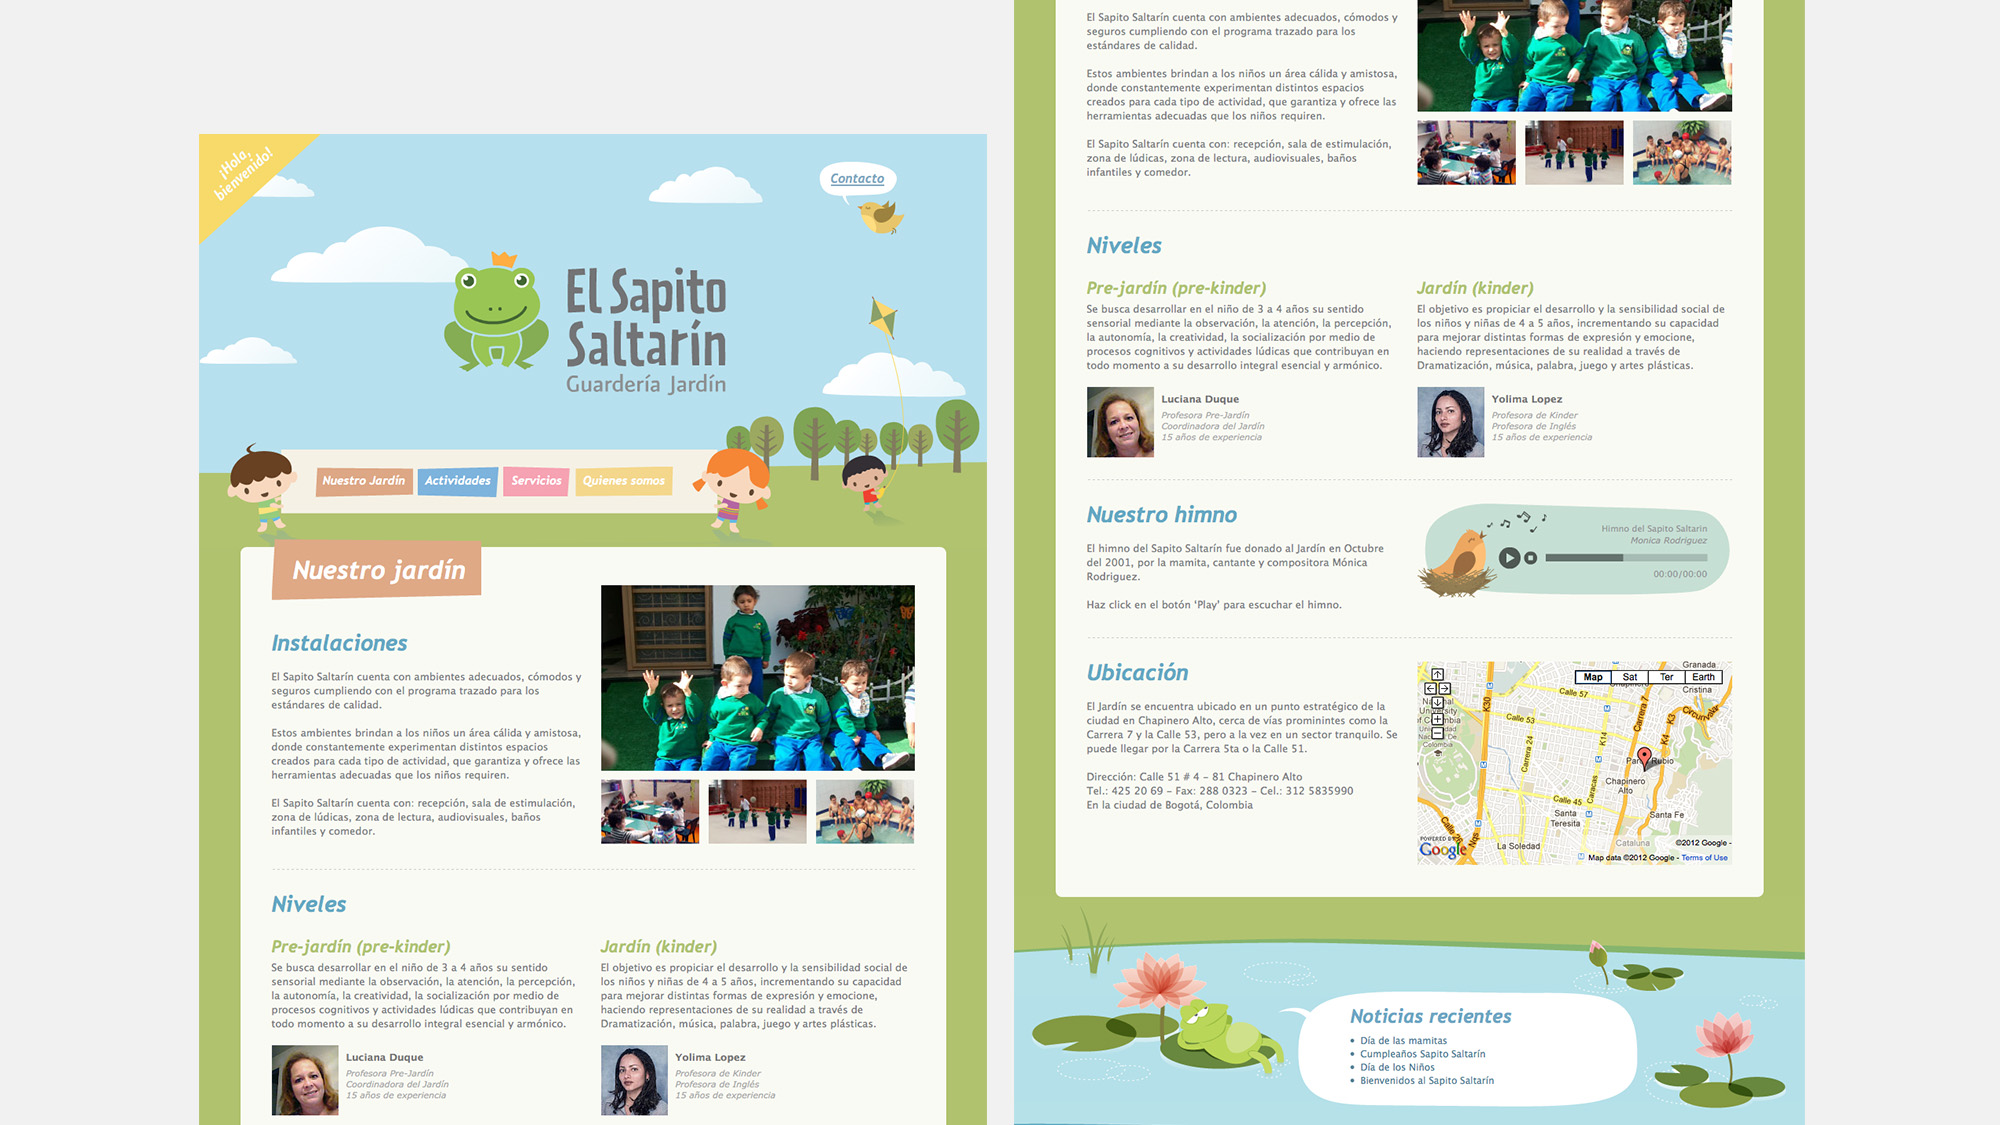 ¡Hola,
bienvenido!
Contacto
El Sapito
Saltarín
Guardería Jardín
Nuestro Jardín
Actividades
Servicios
Quienes somos
Nuestro jardín
Instalaciones
El Sapito Saltarín cuenta con ambientes adecuados, cómodos y
seguros cumpliendo con el programa trazado para los
estándares de calidad.
Estos ambientes brindan a los niños un área cálida y amistosa,
donde constantemente experimentan distintos espacios
creados para cada tipo de actividad, que garantiza y ofrece las
herramientas adecuadas que los niños requiren.
El Sapito Saltarín cuenta con: recepción, sala de estimulación,
zona de lúdicas, zona de lectura, audiovisuales, baños
infantiles y comedor.
Niveles
Pre-jardín (pre-kinder)
Se busca desarrollar en el niño de 3 a 4 años su sentido
sensorial mediante la observación, la atención, la percepción,
la autonomía, la creatividad, la socialización por medio de
procesos cognitivos y actividades lúdicas que contribuyan en
todo momento a su desarrollo integral esencial y armónico.
Luciana Duque
Profesora Pre-Jardín
Coordinadora del Jardín
15 años de experiencia
Jardín (kinder)
El objetivo es propiciar el desarrollo y la sensibilidad social de
los niños y niñas de 4 a 5 años, incrementando su capacidad
para mejorar distintas formas de expresión y emocione,
haciendo representaciones de su realidad a través de
Dramatización, música, palabra, juego y artes plásticas.
Yolima Lopez
Profesora de Kinder
Profesora de Inglés
15 años de experiencia
El Sapito Saltarín cuenta con ambientes adecuados, cómodos y
seguros cumpliendo con el programa trazado para los
estándares de calidad.
Estos ambientes brindan a los niños un área cálida y amistosa,
donde constantemente experimentan distintos espacios
creados para cada tipo de actividad, que garantiza y ofrece las
herramientas adecuadas que los niños requiren.
El Sapito Saltarín cuenta con: recepción, sala de estimulación,
zona de lúdicas, zona de lectura, audiovisuales, baños
infantiles y comedor.
Niveles
Pre-jardín (pre-kinder)
Se busca desarrollar en el niño de 3 a 4 años su sentido
sensorial mediante la observación, la atención, la percepción,
la autonomía, la creatividad, la socialización por medio de
procesos cognitivos y actividades lúdicas que contribuyan en
todo momento a su desarrollo integral esencial y armónico.
Luciana Duque
Profesora Pre-Jardín
Coordinadora del Jardín
15 años de experiencia
Jardín (kinder)
El objetivo es propiciar el desarrollo y la sensibilidad social de
los niños y niñas de 4 a 5 años, incrementando su capacidad
para mejorar distintas formas de expresión y emocione,
haciendo representaciones de su realidad a través de
Dramatización, música, palabra, juego y artes plásticas.
Yolima Lopez
Profesora de Kinder
Profesora de Inglés
15 años de experiencia
Nuestro himno
El himno del Sapito Saltarín fue donado al Jardín en Octubre
del 2001, por la mamita, cantante y compositora Mónica
Rodriguez.
Haz click en el botón ‘Play’ para escuchar el himno.
Himno del Sapito Saltarin
Monica Rodriguez
00:00/00:00
Ubicación
El Jardín se encuentra ubicado en un punto estratégico de la
ciudad en Chapinero Alto, cerca de vías prominintes como la
Carrera 7 y la Calle 53, pero a la vez en un sector tranquilo. Se
puede llegar por la Carrera 5ta o la Calle 51.
Dirección: Calle 51 # 4 – 81 Chapinero Alto
Tel.: 425 20 69 – Fax: 288 0323 – Cel.: 312 5835990
En la ciudad de Bogotá, Colombia
Granada
Map
Sat
Ter
Earth
Cristina
Calle 57
Carrera 7
K3
Circunvalar
K30
Calle 53
K14
K4
University
Colombia
Carrera 24
Rubio
Chapinero
Alto
Caracas
Calle 45
Santa
Teresita
Santa Fe
Calle 26
Nqs
La Soledad
Cataluna
POWERED BY
Google
©2012 Google -
Map data ©2012 Google - Terms of Use
Noticias recientes
• Día de las mamitas
• Cumpleaños Sapito Saltarín
• Día de los Niños
• Bienvenidos al Sapito Saltarín